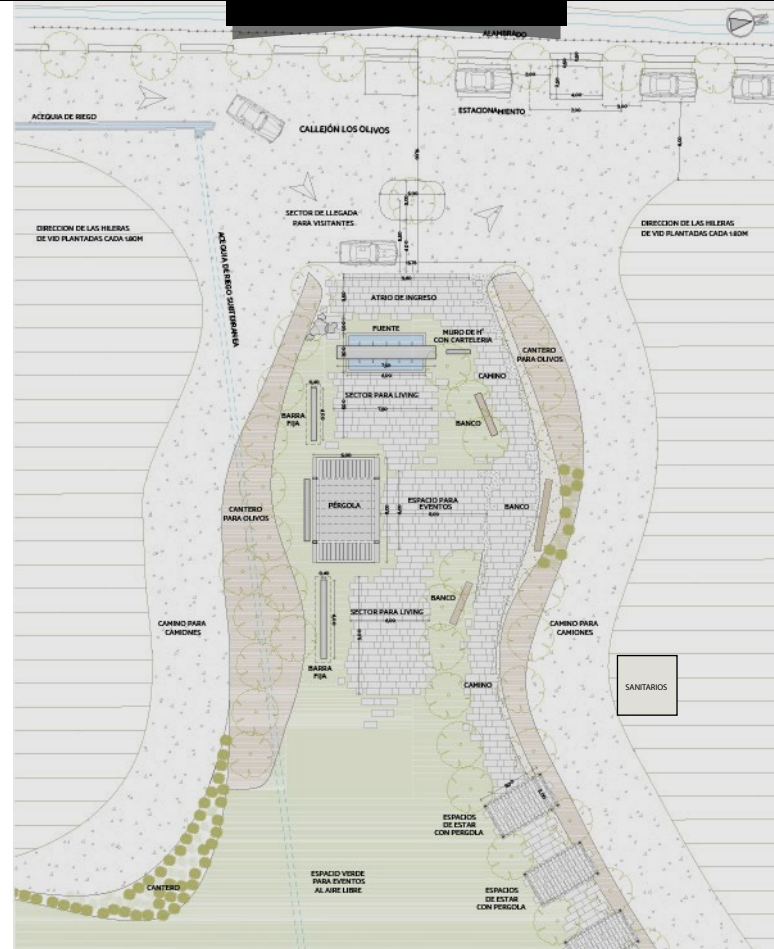 ALAMBRADO
ESTACIONAMIENTO
ACEQUIA DE RIEGO
CALLEJÓN LOS OLIVOS
SECTOR DE LLEGADA
PARA VISITANTES
DIRECCION DE LAS HILERAS
DE VID PLANTADAS CADA 1.80M
DIRECCION DE LAS HILERAS
DE VID PLANTADAS CADA 1.80M
ACEQUIA DE RIEGO SUBTERRANEA
ATRIO DE INGRESO
FUENTE
MURO DE Hº
CON CARTELERIA
CANTERO
PARA OLIVOS
CAMINO
SECTOR PARA LIVING
7,50
BARRA
FIJA
BANCO
5,00
PÉRGOLA
ESPACIO PARA
EVENTOS
BANCO
CANTERO
PARA OLIVOS
SECTOR PARA LIVING
BANCO
CAMINO PARA
CAMIONES
CAMINO PARA
CAMIONES
BARRA
FIJA
CAMINO
SANITARIOS
ESPACIOS
DE ESTAR
CON PERGOLA
ESPACIO VERDE
PARA EVENTOS
AL AIRE LIBRE
CANTERO
ESPACIOS
DE ESTAR
CON PERGOLA